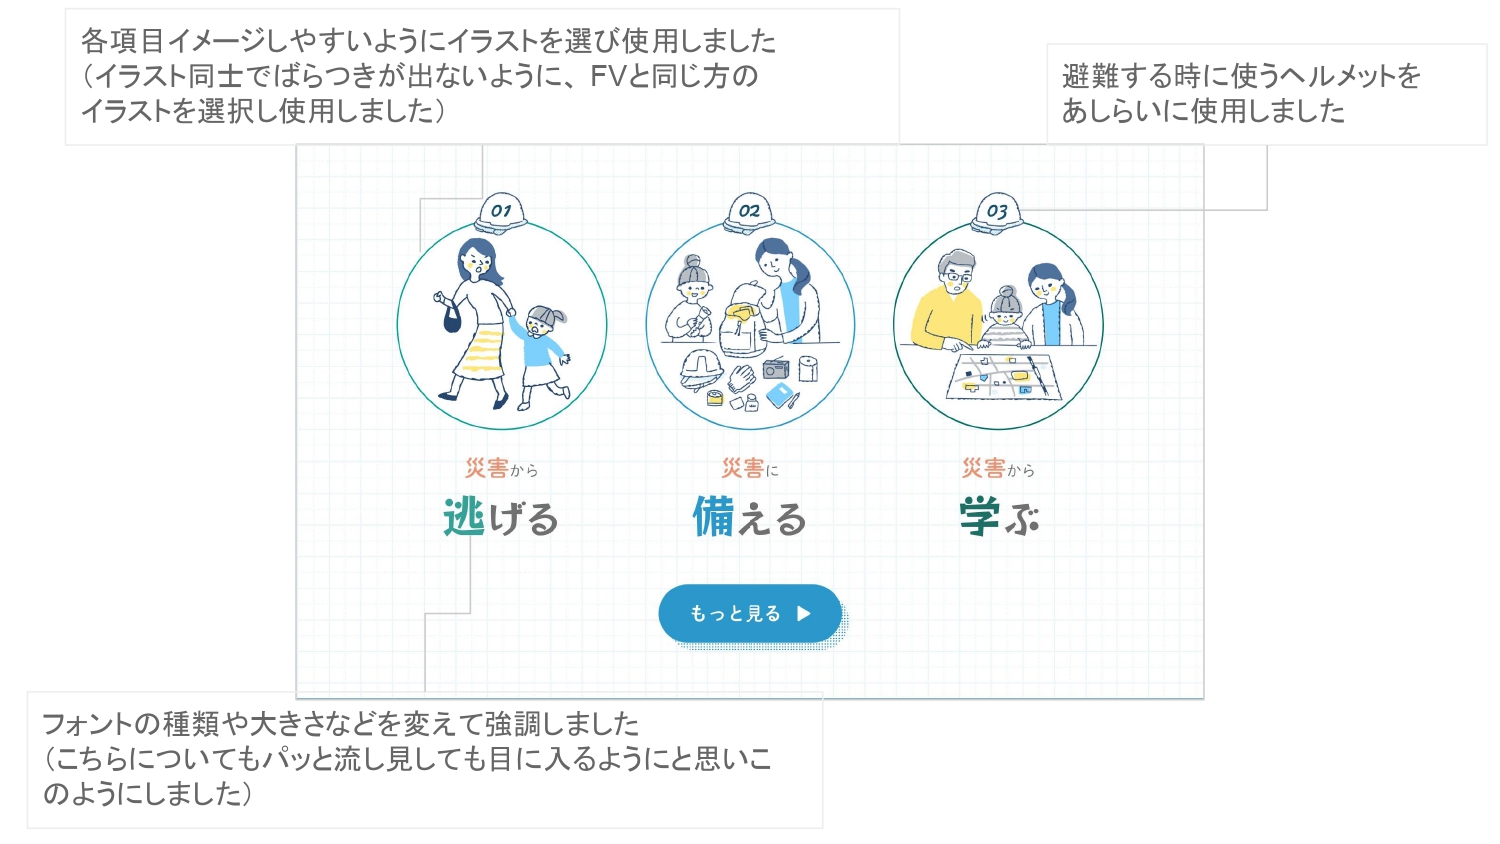 各項目イメージしやすいようにイラストを選び使用しました
（イラスト同士でばらつきが出ないように、FVと同じ方の
イラストを選択し使用しました）
避難する時に使うヘルメットを
あしらいに使用しました
01
02
03
災害から
逃げる
災害に
備える
災害から
学ぶ
もっと見る ▶
フォントの種類や大きさなどを変えて強調しました
（こちらについてもパッと流し見しても目に入るようにと思いこ
のようにしました）